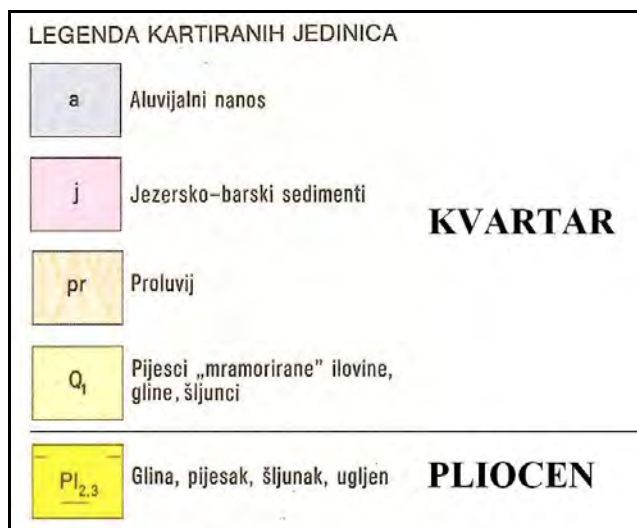 LEGENDA KARTIRANIH JEDINICA
a Aluvijalni nanos
j Jezersko-barski sedimenti
KVARTAR
pr Proluvij
Q₁ Pijesci „mramorirane" ilovine,
gline, šljunci
Pl₂,₃ Glina, pijesak, šljunak, ugljen PLIOCEN